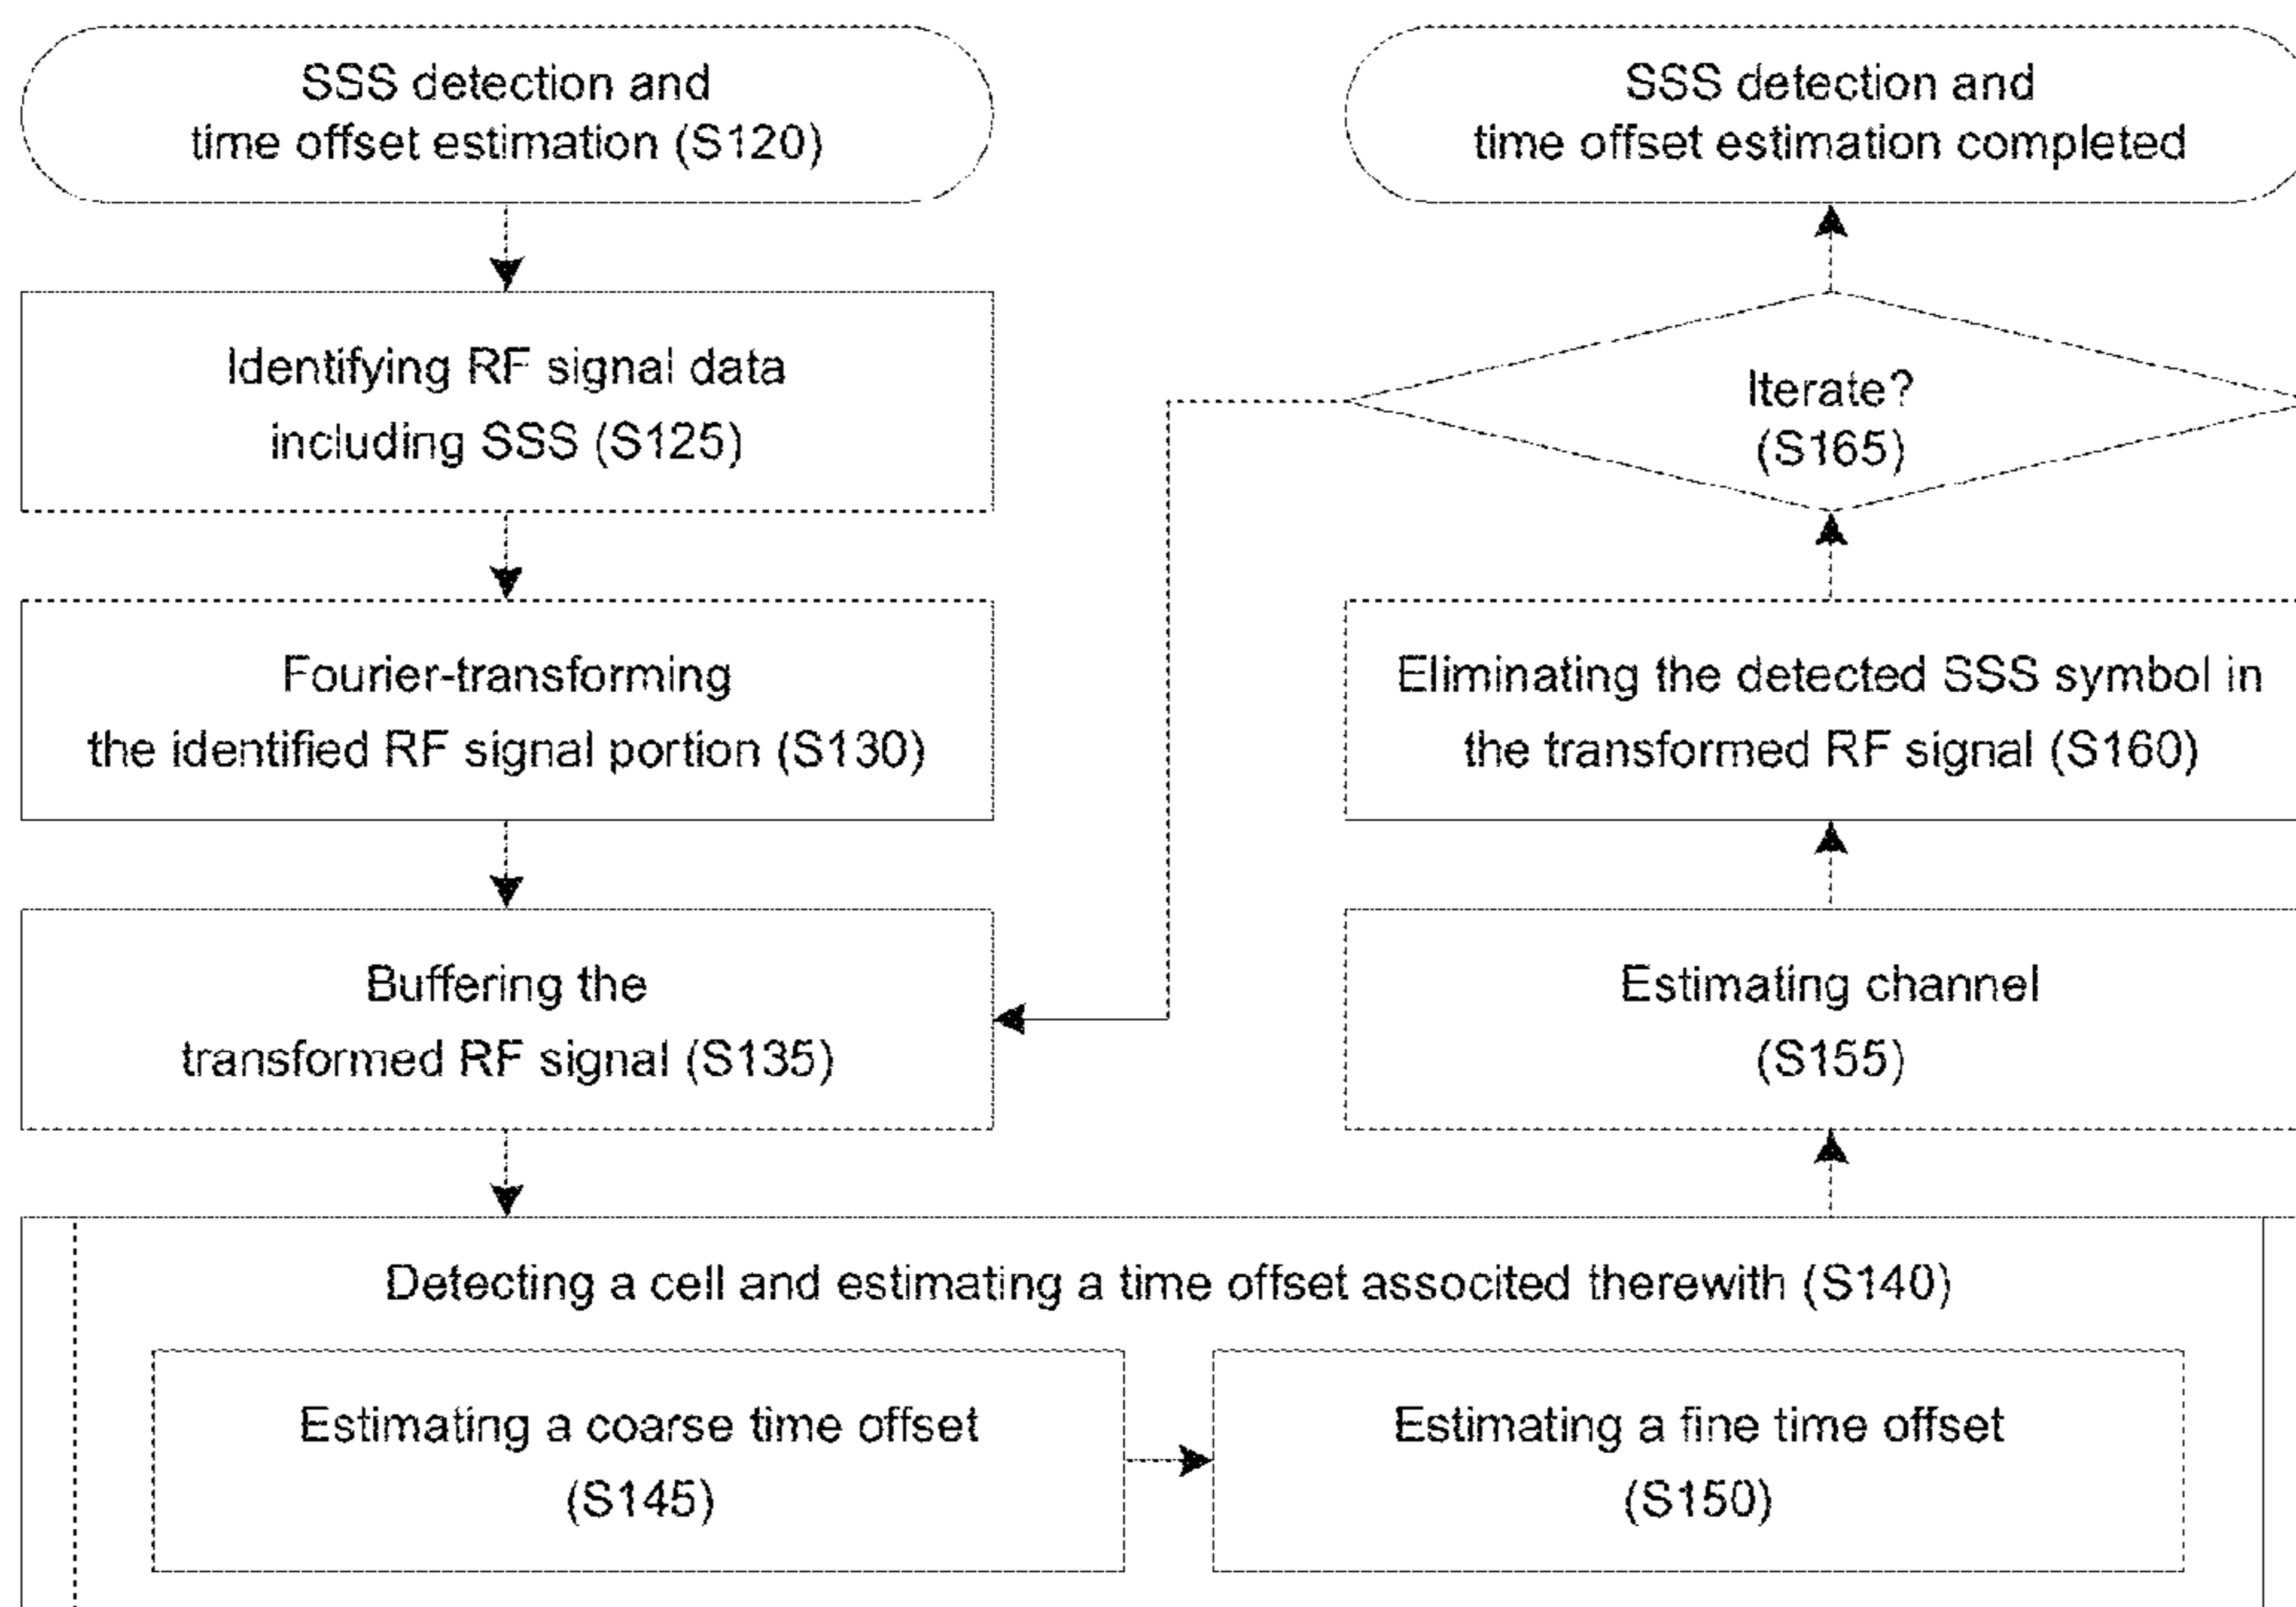 SSS detection and
time offset estimation (S120)
Identifying RF signal data
including SSS (S125)
Fourier-transforming
the identified RF signal portion (S130)
Buffering the
transformed RF signal (S135)
Detecting a cell and estimating a time offset associted therewith (S140)
Estimating a coarse time offset
(S145)
Estimating a fine time offset
(S150)
Estimating channel
(S155)
Eliminating the detected SSS symbol in
the transformed RF signal (S160)
Iterate?
(S165)
SSS detection and
time offset estimation completed